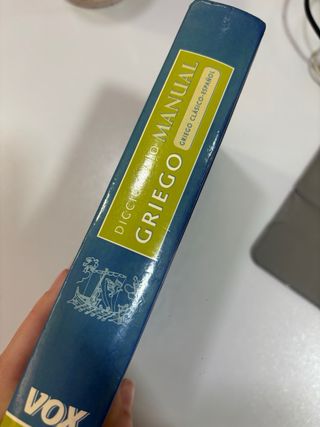 DICCIONARIO MANUAL
GRIEGO
GRIEGO CLÁSICO-ESPAÑOL
VOX